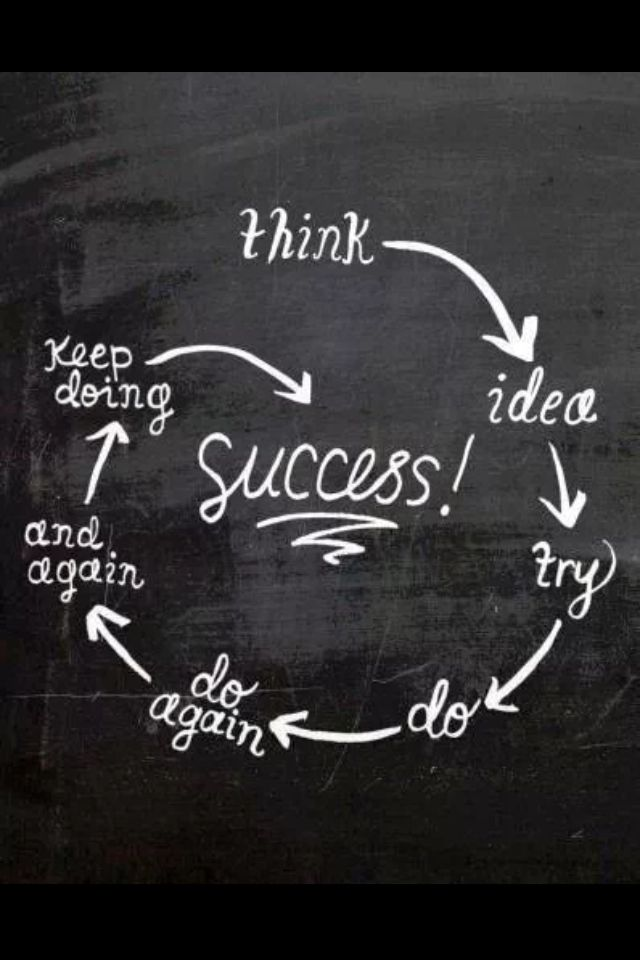 think
idea
try
do
do
again
and
again
keep
doing
success!